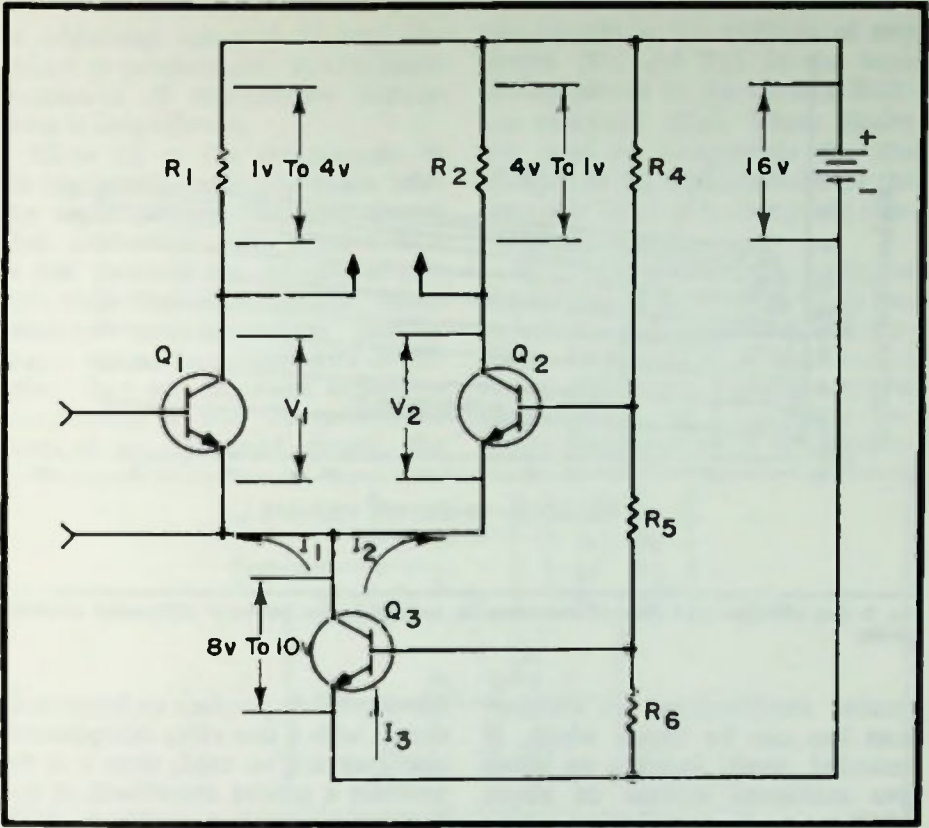 R1 1v To 4v R2 4v To 1v R4 16v + −
Q1 V1 V2 Q2
R5
I1 I2
Q3
8v To 10v
R6
I3